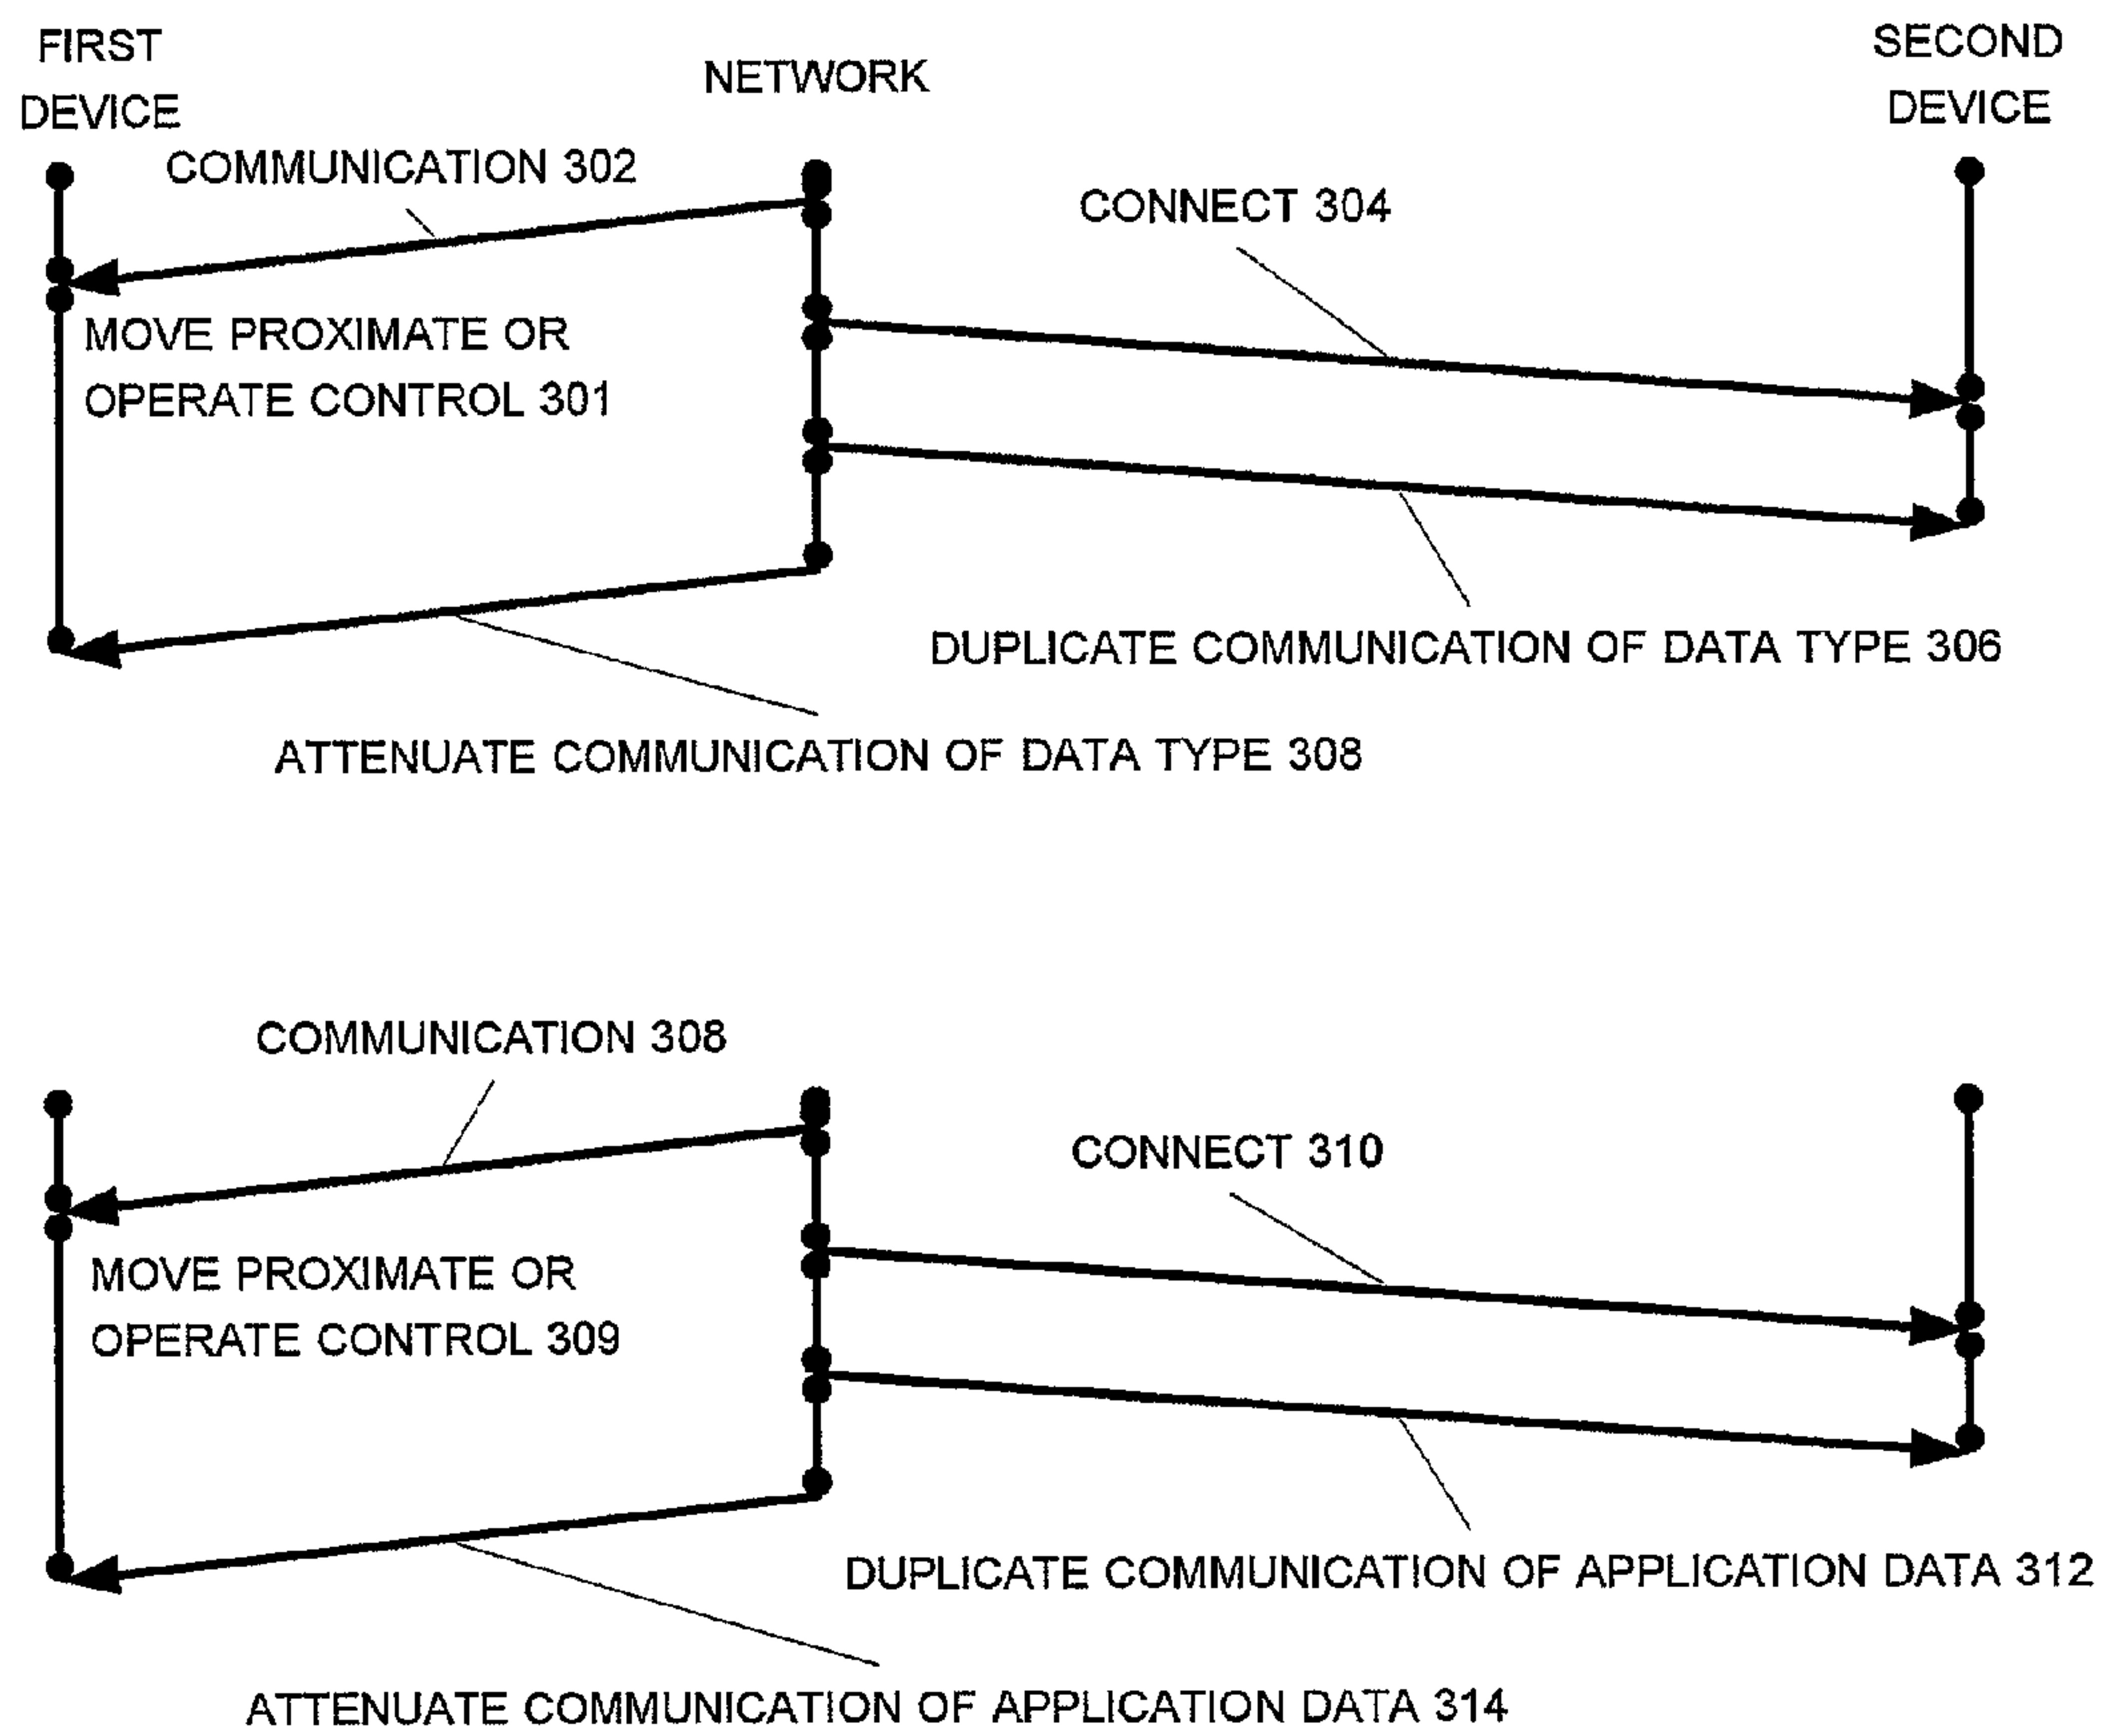 FIRST
DEVICE
NETWORK
SECOND
DEVICE
COMMUNICATION 302
CONNECT 304
MOVE PROXIMATE OR
OPERATE CONTROL 301
DUPLICATE COMMUNICATION OF DATA TYPE 306
ATTENUATE COMMUNICATION OF DATA TYPE 308
COMMUNICATION 308
CONNECT 310
MOVE PROXIMATE OR
OPERATE CONTROL 309
DUPLICATE COMMUNICATION OF APPLICATION DATA 312
ATTENUATE COMMUNICATION OF APPLICATION DATA 314